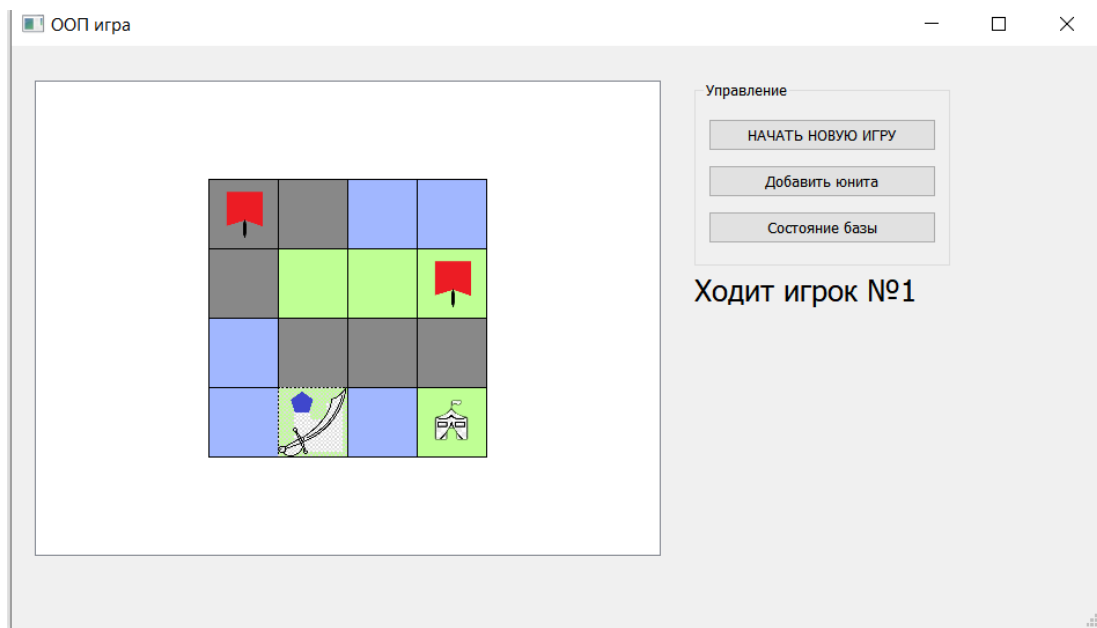 ООП игра
Управление
НАЧАТЬ НОВУЮ ИГРУ
Добавить юнита
Состояние базы
Ходит игрок №1